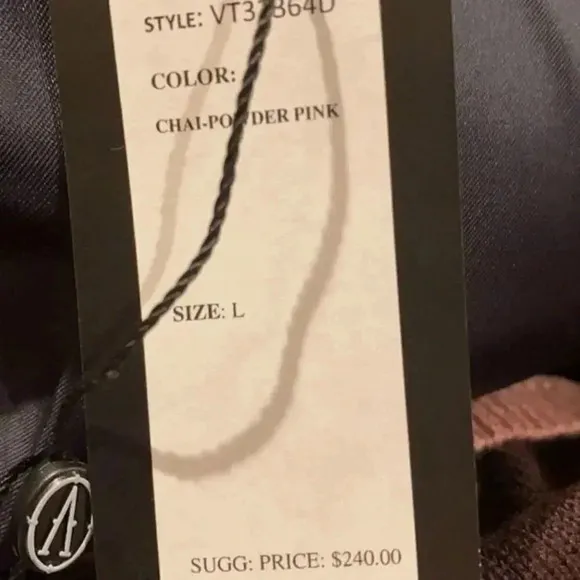 STYLE:
COLOR:
CHAI-POWDER PINK
SIZE: L
SUGG: PRICE: $240.00